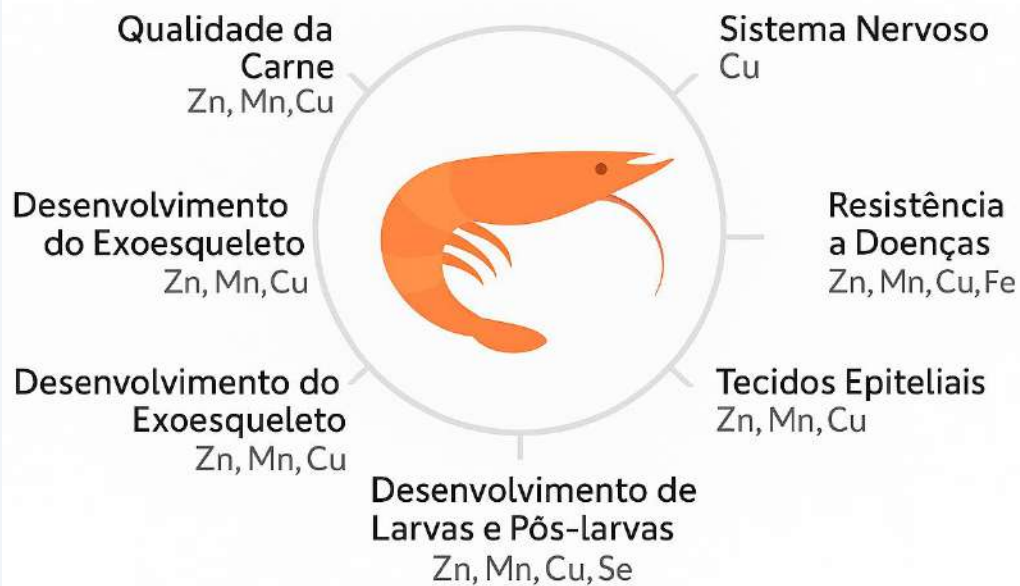 Qualidade da
Carne
Zn, Mn,Cu
Sistema Nervoso
Cu
Desenvolvimento
do Exoesqueleto
Zn, Mn,Cu
Resistência
a Doenças
Zn, Mn,Cu,Fe
Desenvolvimento do
Exoesqueleto
Zn, Mn, Cu
Tecidos Epiteliais
Zn, Mn, Cu
Desenvolvimento de
Larvas e Põs-larvas
Zn, Mn, Cu, Se